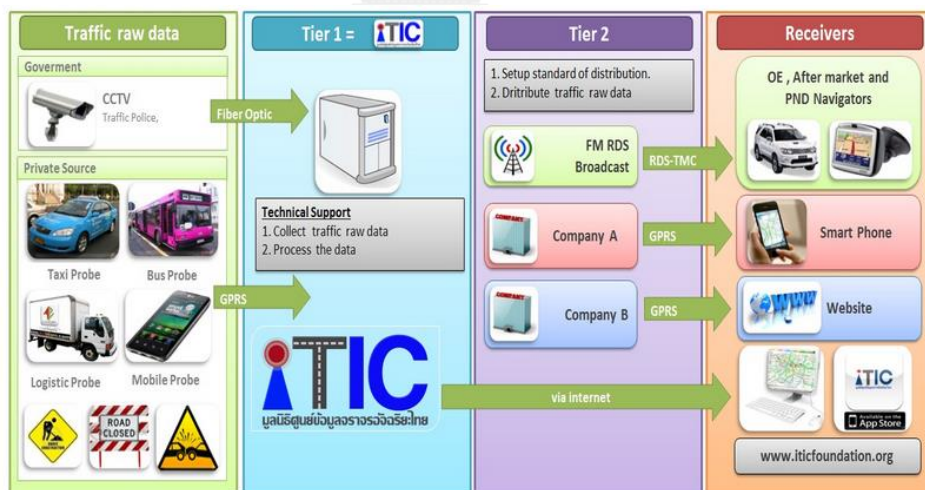 Traffic raw data
Goverment
CCTV
Traffic Police,
Fiber Optic
Private Source
Taxi Probe
Bus Probe
GPRS
Logistic Probe
Mobile Probe
ROAD
CLOSED
Tier 1 = iTIC
Technical Support
1. Collect traffic raw data
2. Process the data
iTIC
มูลนิธิศูนย์ข้อมูลจราจรอัจฉริยะไทย
Tier 2
1. Setup standard of distribution.
2. Dritribute traffic raw data
FM RDS
Broadcast
RDS-TMC
COMPANY
Company A
GPRS
COMPANY
Company B
GPRS
via internet
Receivers
OE , After market and
PND Navigators
Smart Phone
WWW
Website
iTIC
Available on the
App Store
www.iticfoundation.org